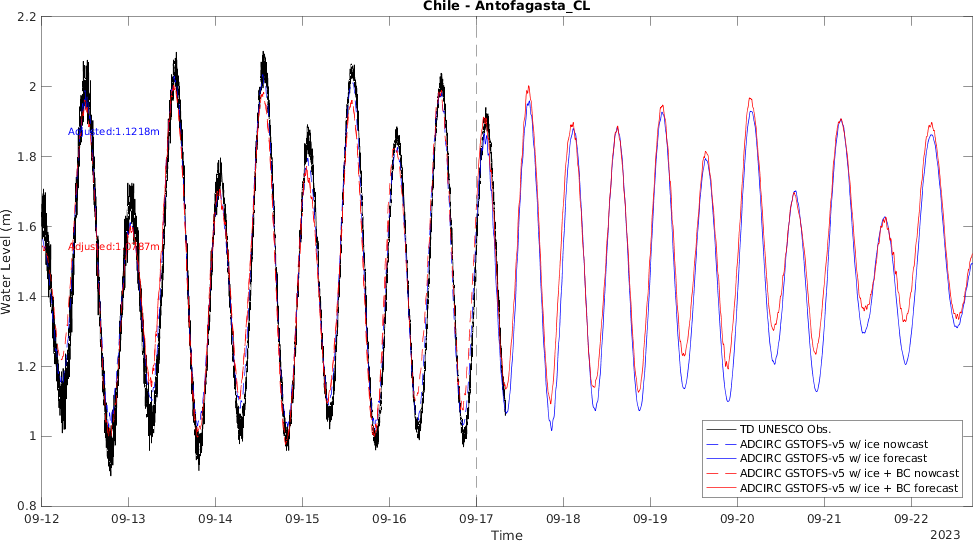 Chile - Antofagasta_CL
2.2
2
1.8
1.6
1.4
1.2
1
0.8
Water Level (m)
Adjusted:1.1218m
Adjusted:1.0787m
TD UNESCO Obs.
ADCIRC GSTOFS-v5 w/ ice nowcast
ADCIRC GSTOFS-v5 w/ ice forecast
ADCIRC GSTOFS-v5 w/ ice + BC nowcast
ADCIRC GSTOFS-v5 w/ ice + BC forecast
09-12 09-13 09-14 09-15 09-16 09-17 09-18 09-19 09-20 09-21 09-22
Time
2023